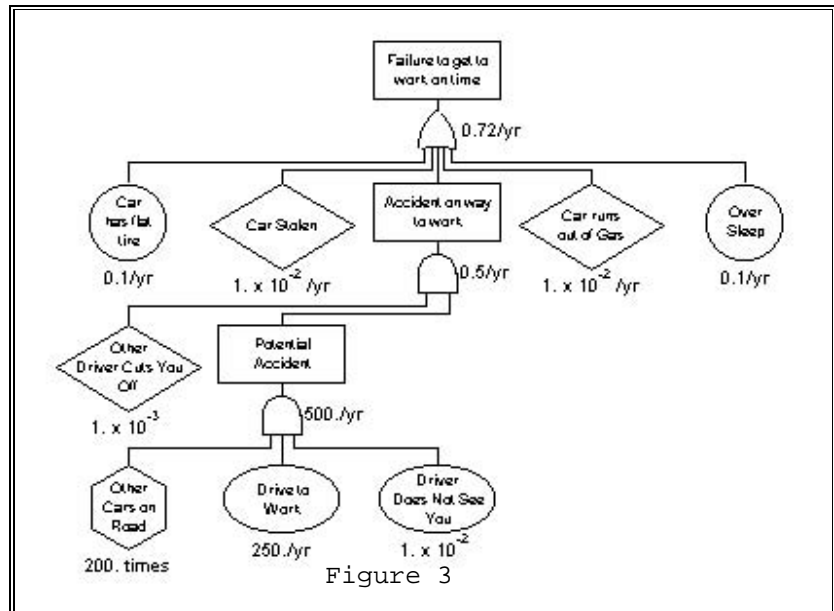 Failure to get to
work on time
0.72/yr
Car
has flat
tire
0.1/yr
Car Stolen
1. x 10^-2 /yr
Accident on way
to work
0.5/yr
Car runs
out of Gas
1. x 10^-2 /yr
Over
Sleep
0.1/yr
Other
Driver Cuts You
Off
1. x 10^-3
Potential
Accident
500./yr
Other
Cars on
Road
200. times
Drive to
Work
250./yr
Driver
Does Not See
You
1. x 10^-2
Figure 3